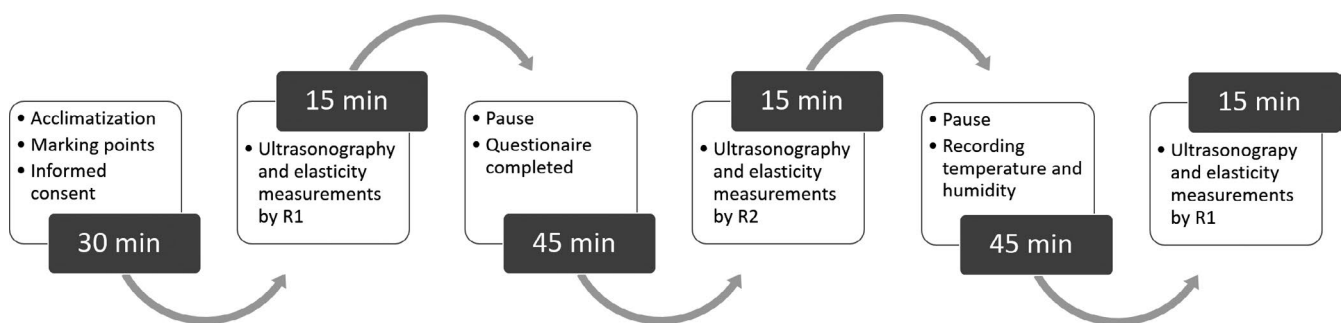 • Acclimatization
• Marking points
• Informed
consent
30 min
15 min
• Ultrasonography
and elasticity
measurements
by R1
• Pause
• Questionaire
completed
45 min
15 min
• Ultrasonography
and elasticity
measurements
by R2
• Pause
• Recording
temperature and
humidity
45 min
15 min
• Ultrasonograpy
and elasticity
measurements
by R1